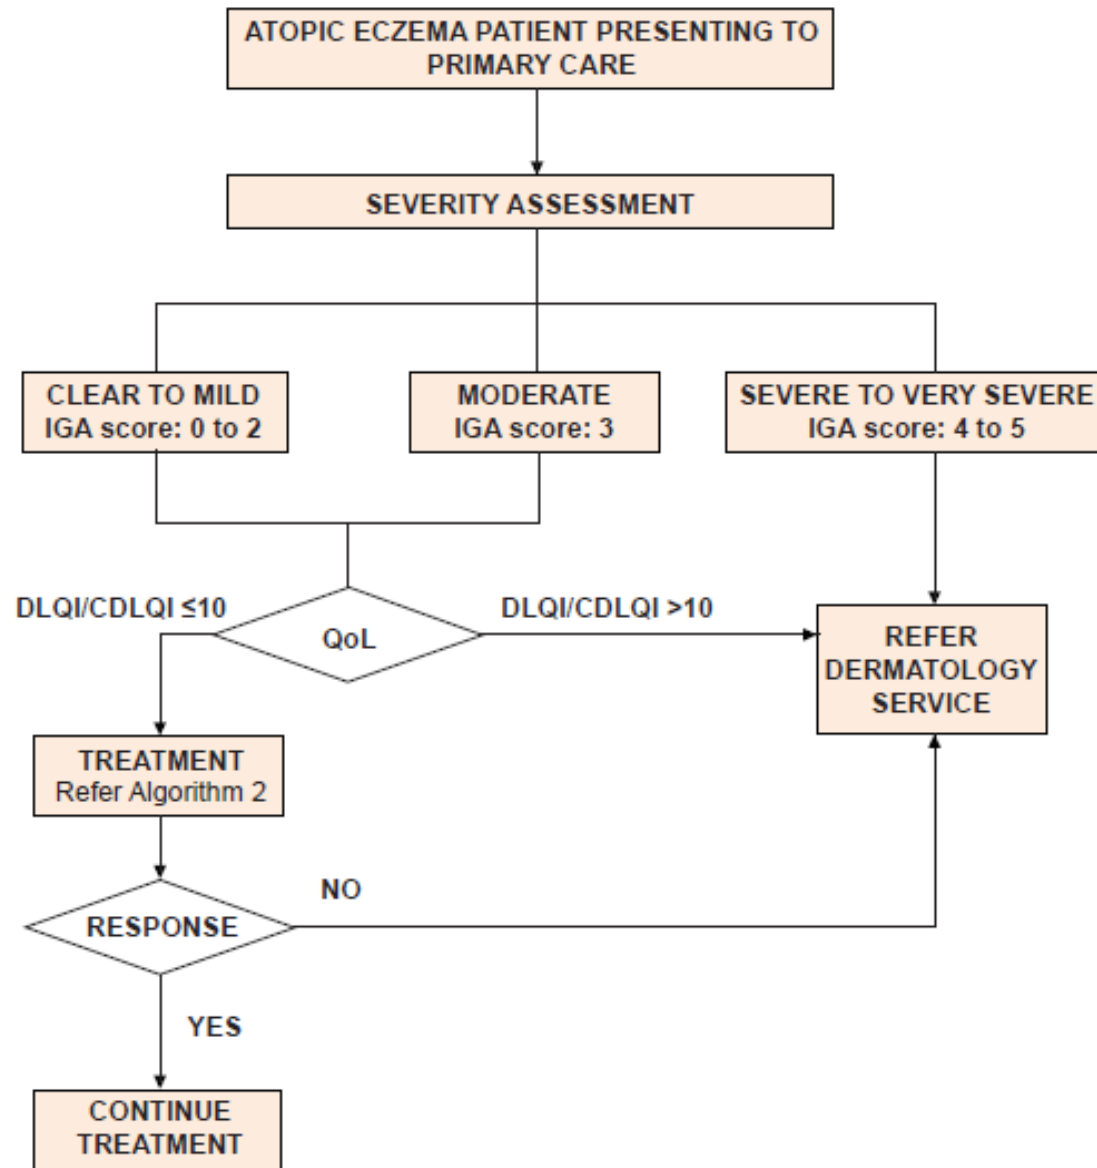 ATOPIC ECZEMA PATIENT PRESENTING TO
PRIMARY CARE
SEVERITY ASSESSMENT
CLEAR TO MILD
IGA score: 0 to 2
MODERATE
IGA score: 3
SEVERE TO VERY SEVERE
IGA score: 4 to 5
DLQI/CDLQI ≤10
QoL
DLQI/CDLQI >10
REFER
DERMATOLOGY
SERVICE
TREATMENT
Refer Algorithm 2
RESPONSE
NO
YES
CONTINUE
TREATMENT